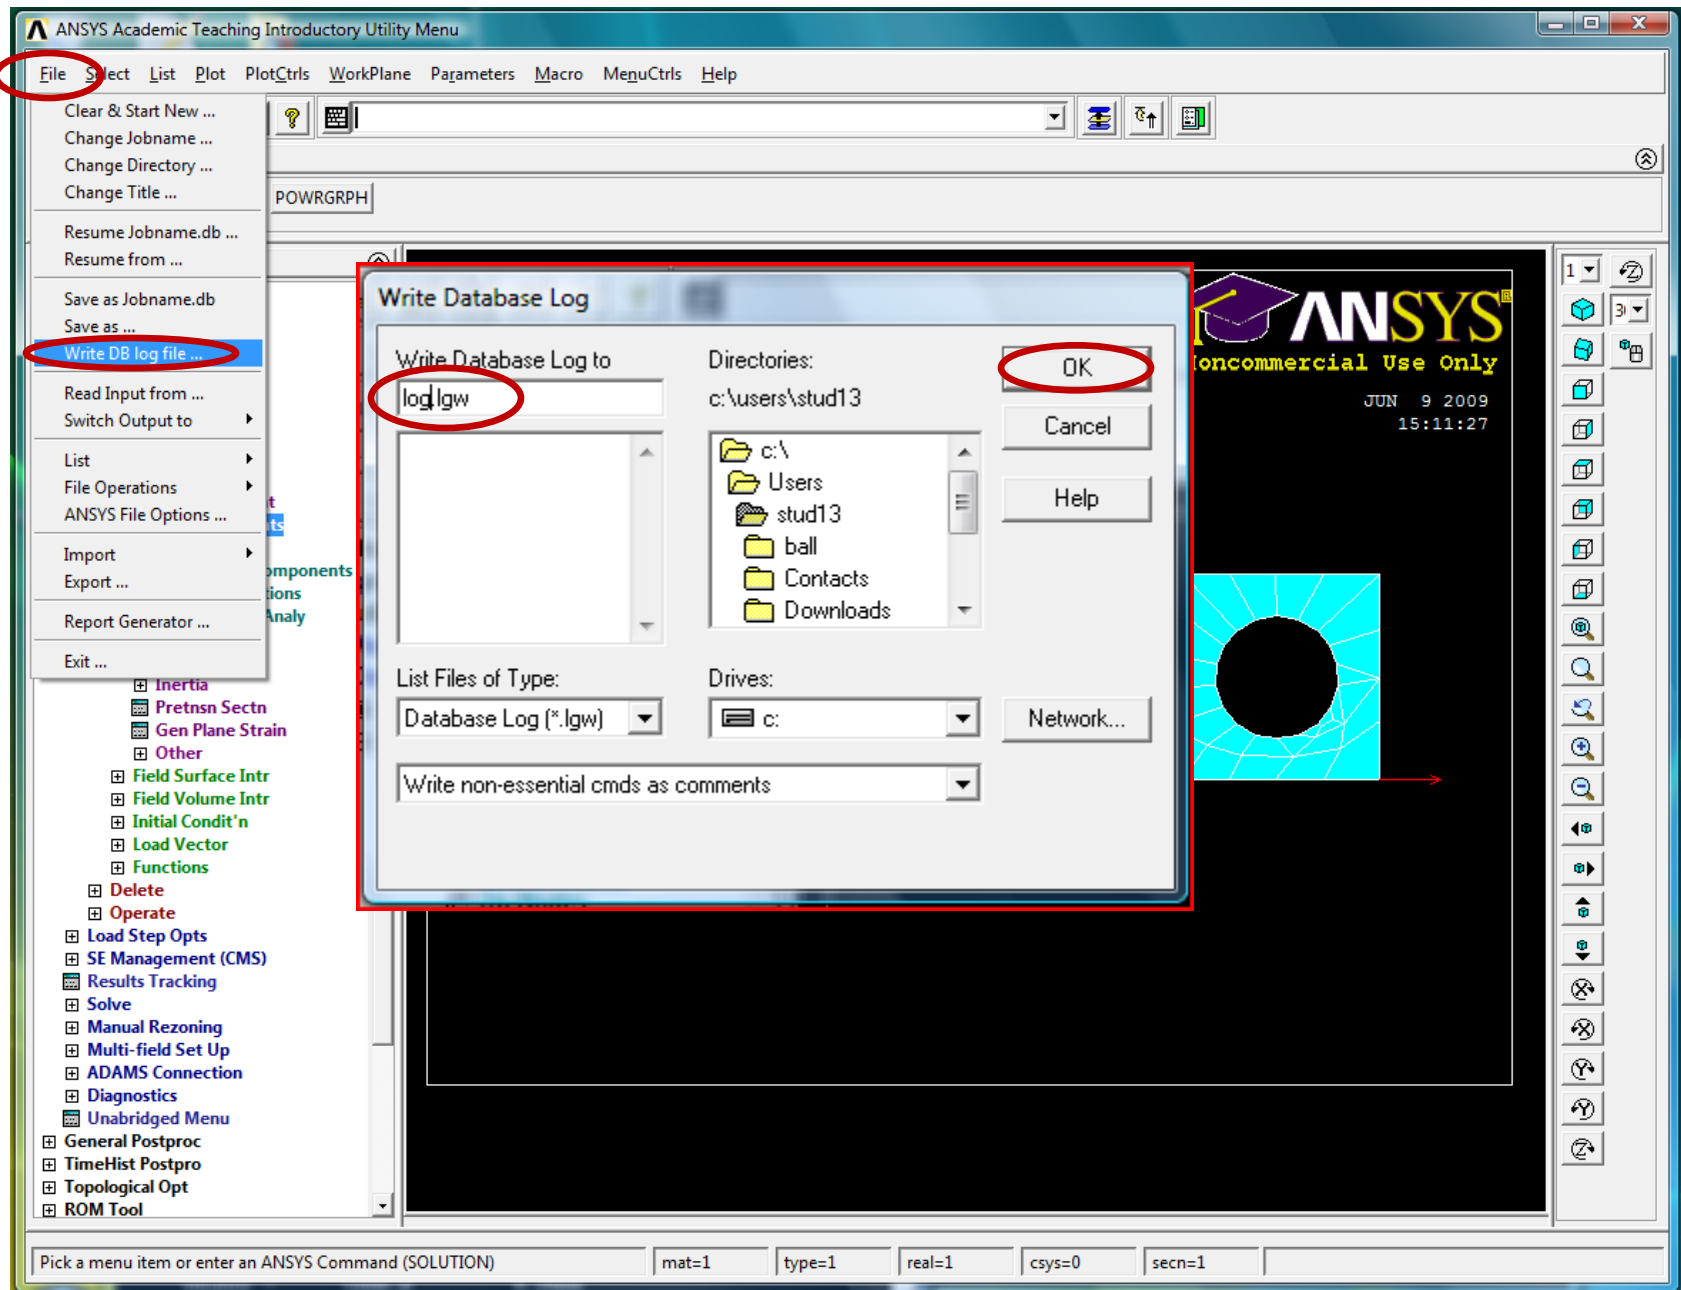 ANSYS Academic Teaching Introductory Utility Menu
File Select List Plot PlotCtrls WorkPlane Parameters Macro MenuCtrls Help
Clear & Start New ...
Change Jobname ...
Change Directory ...
Change Title ...
POWRGRPH
Resume Jobname.db ...
Resume from ...
Save as Jobname.db
Save as ...
Write DB log file ...
Read Input from ...
Switch Output to
List
File Operations
ANSYS File Options ...
Import
Export ...
Report Generator ...
Exit ...
Write Database Log
Write Database Log to
log.lgw
Directories:
c:\users\stud13
c:\
Users
stud13
ball
Contacts
Downloads
OK
Cancel
Help
List Files of Type:
Database Log (*.lgw)
Drives:
c:
Network...
Write non-essential cmds as comments
ANSYS
Noncommercial Use Only
JUN 9 2009
15:11:27
1
Analy
Inertia
Pretnsn Sectn
Gen Plane Strain
Other
Field Surface Intr
Field Volume Intr
Initial Condit'n
Load Vector
Functions
Delete
Operate
Load Step Opts
SE Management (CMS)
Results Tracking
Solve
Manual Rezoning
Multi-field Set Up
ADAMS Connection
Diagnostics
Unabridged Menu
General Postproc
TimeHist Postpro
Topological Opt
ROM Tool
Pick a menu item or enter an ANSYS Command (SOLUTION)
mat=1
type=1
real=1
csys=0
secn=1